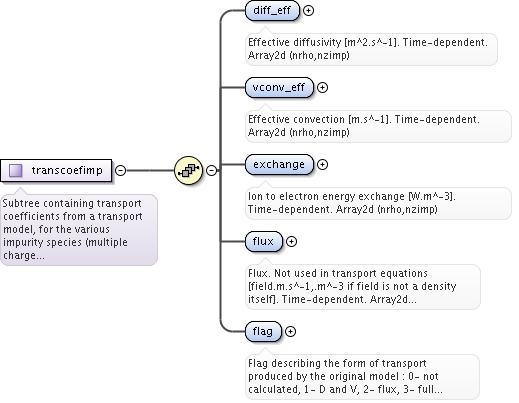 diff_eff
Effective diffusivity [m^2.s^-1]. Time-dependent.
Array2d (nrho,nzimp)
vconv_eff
Effective convection [m.s^-1]. Time-dependent.
Array2d (nrho,nzimp)
transcoefimp
Subtree containing transport
coefficients from a transport
model, for the various
impurity species (multiple
charge...
exchange
Ion to electron energy exchange [W.m^-3].
Time-dependent. Array2d (nrho,nzimp)
flux
Flux. Not used in transport equations
[field.m.s^-1,.m^-3 if field is not a density
itself]. Time-dependent. Array2d...
flag
Flag describing the form of transport
produced by the original model : 0- not
calculated, 1- D and V, 2- flux, 3- full...